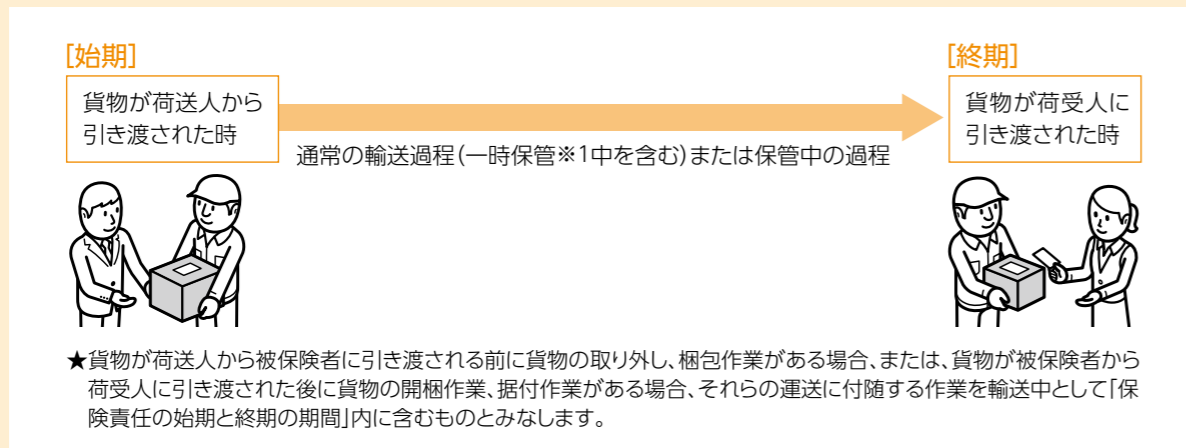 [始期]
貨物が荷送人から
引き渡された時
通常の輸送過程(一時保管※1中を含む)または保管中の過程
[終期]
貨物が荷受人に
引き渡された時
★貨物が荷送人から被保険者に引き渡される前に貨物の取り外し、梱包作業がある場合、または、貨物が被保険者から
荷受人に引き渡された後に貨物の開梱作業、据付作業がある場合、それらの運送に付随する作業を輸送中として「保
険責任の始期と終期の期間」内に含むものとみなします。